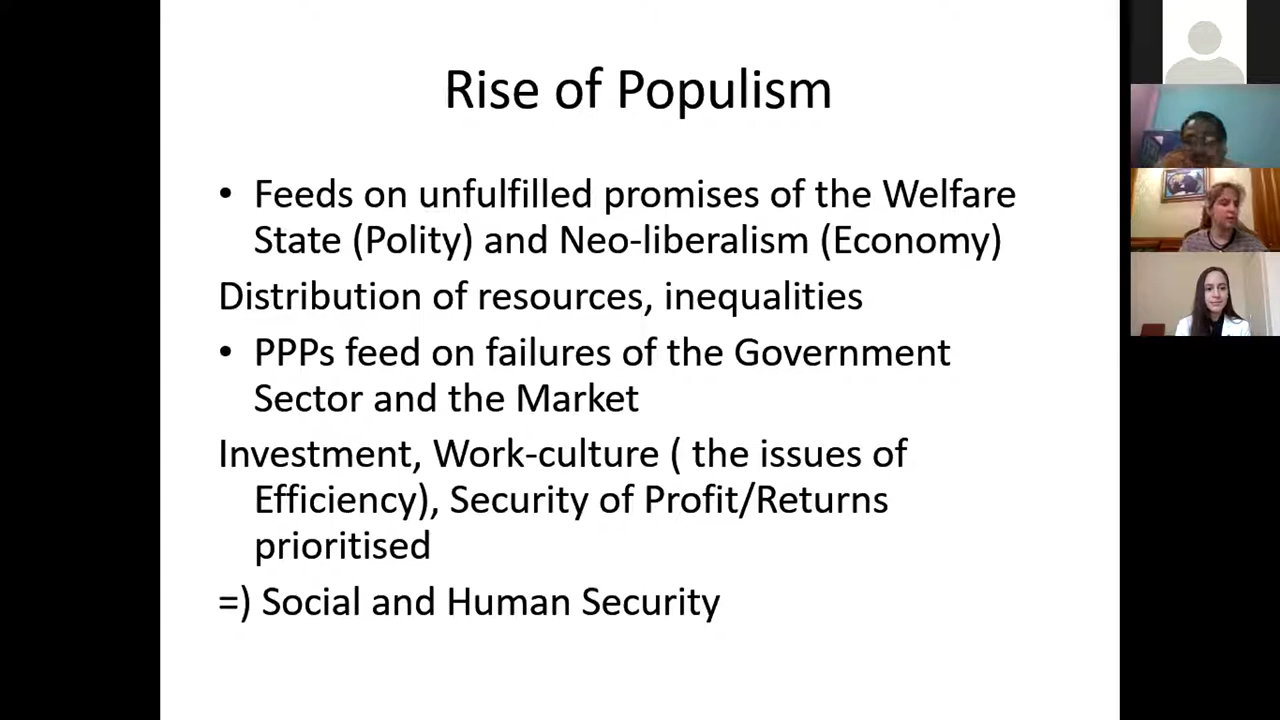 Rise of Populism
• Feeds on unfulfilled promises of the Welfare
State (Polity) and Neo-liberalism (Economy)
Distribution of resources, inequalities
• PPPs feed on failures of the Government
Sector and the Market
Investment, Work-culture ( the issues of
Efficiency), Security of Profit/Returns
prioritised
=) Social and Human Security